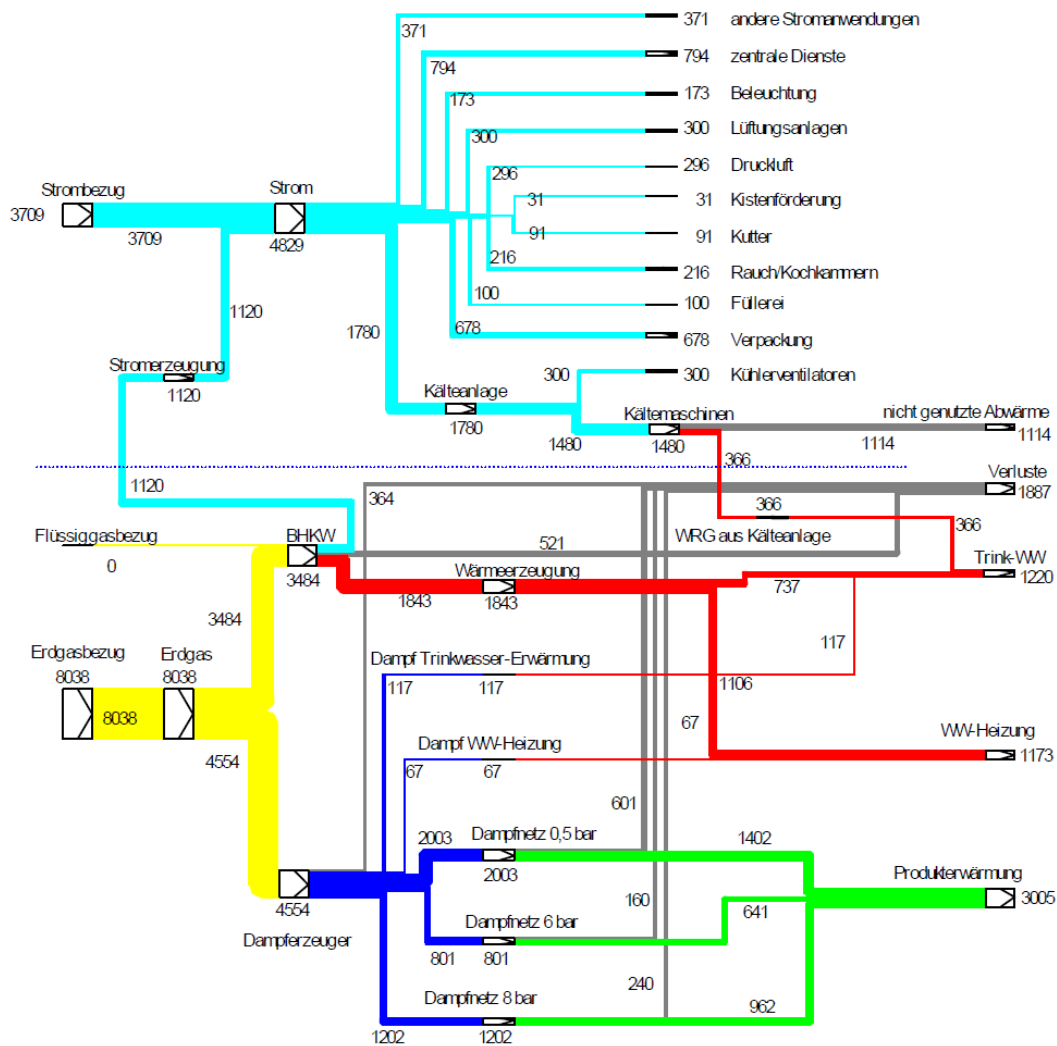 371 371 andere Stromanwendungen
794 794 zentrale Dienste
173 173 Beleuchtung
300 300 Lüftungsanlagen
296 296 Druckluft
Strombezug Strom 31 31 Kistenförderung
3709 3709 4829 91 91 Kutter
216 216 Rauch/Kochkammern
1120 100 100 Füllerei
1780 678 678 Verpackung
Stromerzeugung 1120
300 300 Kühlerventilatoren
Kälteanlage 1780 1480
Kältemaschinen 1480
nicht genutzte Abwärme
1114 1114
366
1120 364 Verluste 1887
366 366
Flüssiggasbezug BHKW 521 WRG aus Kälteanlage
0 3484 Wärmeerzeugung Trink-WW
1843 1843 737 1220
3484
117
Erdgasbezug Erdgas Dampf Trinkwasser-Erwärmung
8038 8038 117 117 1106
8038 67
4554 Dampf WW-Heizung WW-Heizung
67 67 1173
601
2003 Dampfnetz 0,5 bar 1402
2003 Produkterwärmung
4554 160 641 3005
Dampferzeuger Dampfnetz 6 bar
801 801
240
Dampfnetz 8 bar 962
1202 1202